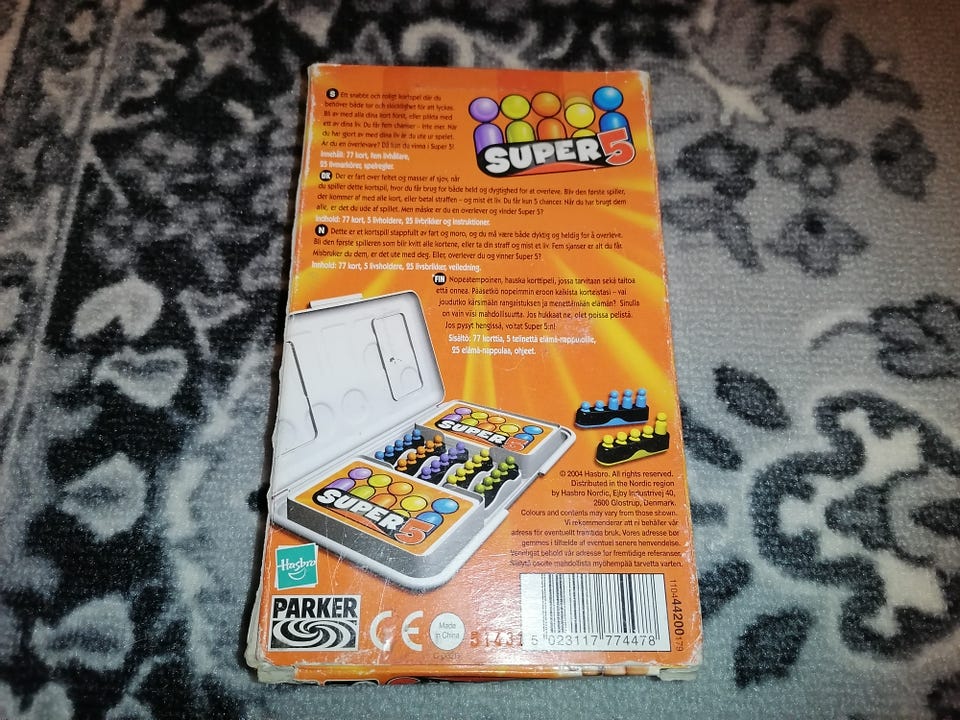 S Ett snabbt och roligt kortspel där du
behöver både tur och skicklighet för att lyckas.
Bli av med alla dina kort först, eller plikta med
ett av dina liv. Du får fem chanser - inte mer. När
du har gjort av med dina liv är du ute ur spelet.
Är du en överlevare? Då kan du vinna i Super 5!
Innehåll: 77 kort, fem livhållare,
25 livmarkörer, spelregler.
SUPER 5
DK Der er fart over feltet og masser af sjov, når
du spiller dette kortspil, hvor du får brug for både held og dygtighed for at overleve. Bliv den første spiller,
der kommer af med alle kort, eller betal straffen - og mist ét liv. Du får kun 5 chancer. Når du har brugt dem
alle, er det du ude af spillet. Men måske er du en overlever og vinder Super 5?
Indhold: 77 kort, 5 livholdere, 25 livbrikker og instruktioner.
N Dette er et kortspill stappfullt av fart og moro, og du må være både dyktig og heldig for å overleve.
Bli den første spilleren som blir kvitt alle kortene, eller ta din straff og mist et liv. Fem sjanser er alt du får.
Misbruker du dem, er det ute med deg. Eller, overlever du og vinner Super 5?
Innhold: 77 kort, 5 livsholdere, 25 livsbrikker, veiledning.
FIN Nopeatempoinen, hauska korttipeli, jossa tarvitaan sekä taitoa
että onnea. Pääsetkö nopeimmin eroon kaikista korteistasi - vai
joudutko kärsimään rangaistuksen ja menettämään elämän? Sinulla
on vain viisi mahdollisuutta. Jos hukkaat ne, olet poissa pelistä.
Jos pysyt hengissä, voitat Super 5:n!
Sisältö: 77 korttia, 5 telinettä elämä-nappuloille,
25 elämä-nappulaa, ohjeet.
SUPER 5
SUPER 5
© 2004 Hasbro. All rights reserved.
Distributed in the Nordic region
by Hasbro Nordic, Ejby Industrivej 40,
2600 Glostrup, Denmark.
Colours and contents may vary from those shown.
Vi rekommenderar att ni behåller vår
adress för eventuellt framtida bruk. Vores adresse bør
gemmes i tilfælde af eventuel senere henvendelse.
Vennligst behold vår adresse for fremtidige referanser.
Säilytä osoite mahdollista myöhempää tarvetta varten.
Hasbro
PARKER
CE
Made
in China
5 023117 774478
110444200179